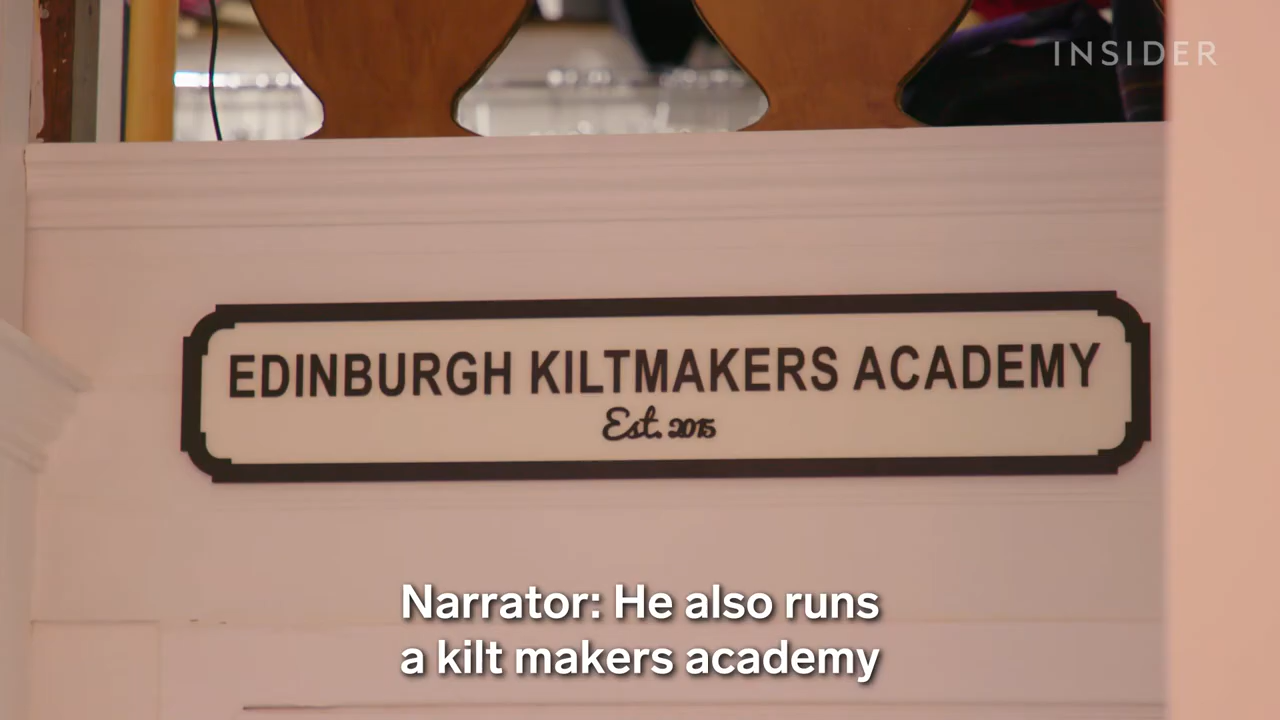 INSIDER
EDINBURGH KILTMAKERS ACADEMY
Est. 2015
Narrator: He also runs
a kilt makers academy